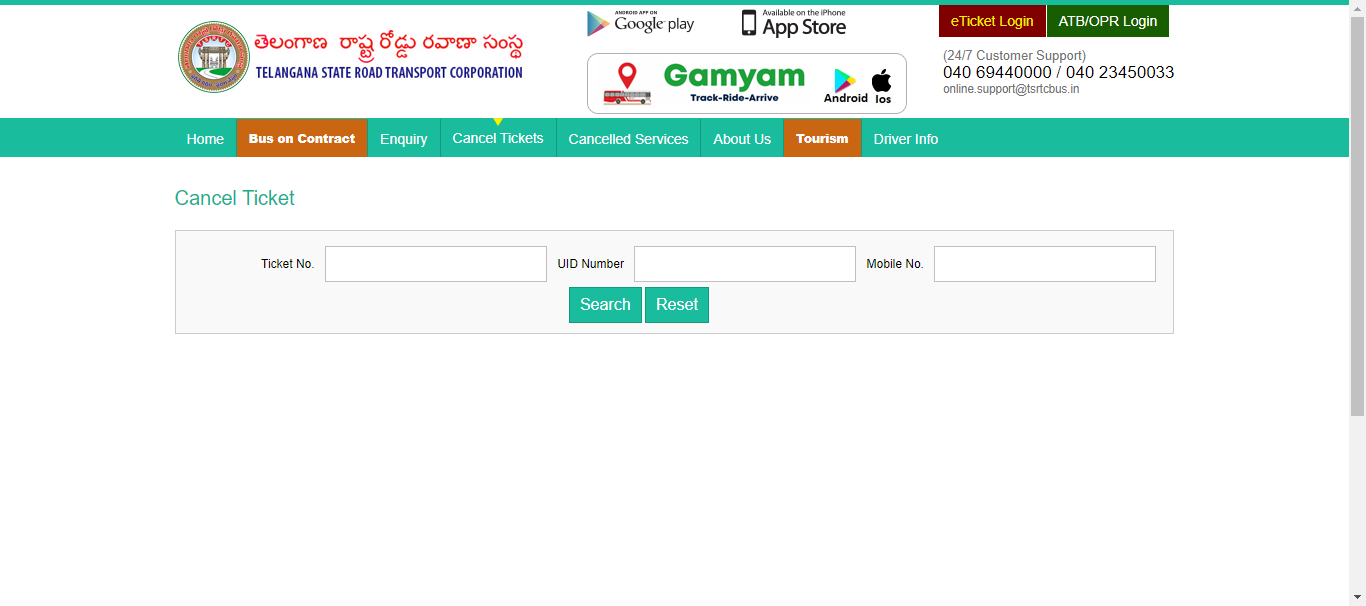 తెలంగాణ రాష్ట్ర రోడ్డు రవాణా సంస్థ
TELANGANA STATE ROAD TRANSPORT CORPORATION
ANDROID APP ON
Google play
Available on the iPhone
App Store
Gamyam
Track-Ride-Arrive
Android Ios
eTicket Login ATB/OPR Login
(24/7 Customer Support)
040 69440000 / 040 23450033
online.support@tsrtcbus.in
Home Bus on Contract Enquiry Cancel Tickets Cancelled Services About Us Tourism Driver Info
Cancel Ticket
Ticket No. UID Number Mobile No.
Search Reset